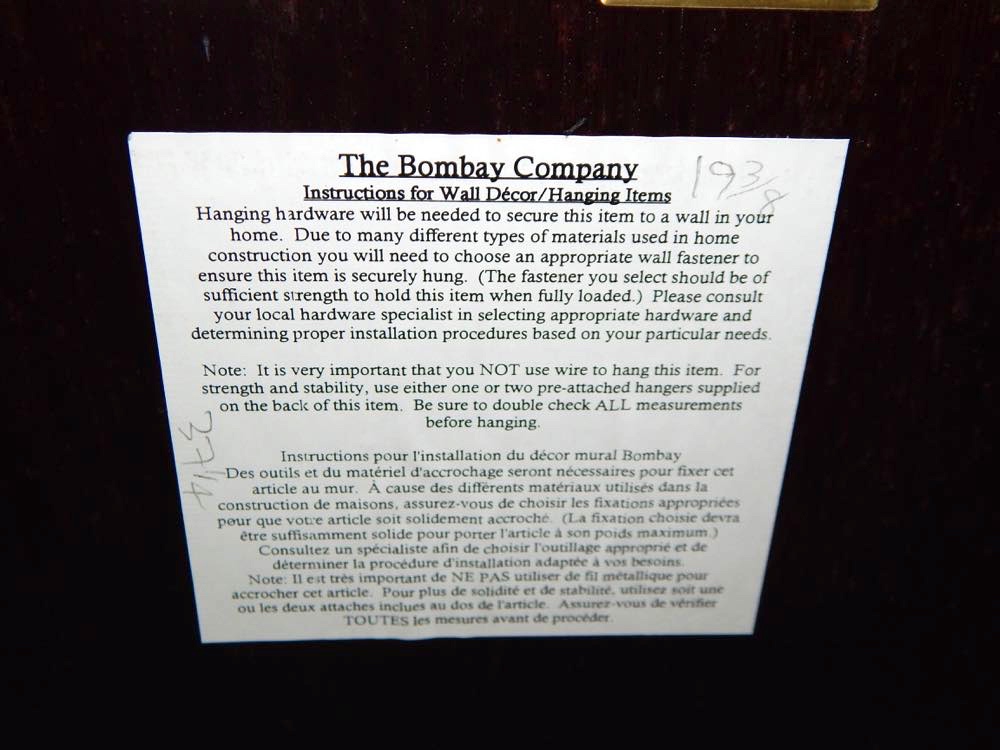 The Bombay Company
Instructions for Wall Décor/Hanging Items
19 3/8
Hanging hardware will be needed to secure this item to a wall in your
home. Due to many different types of materials used in home
construction you will need to choose an appropriate wall fastener to
ensure this item is securely hung. (The fastener you select should be of
sufficient strength to hold this item when fully loaded.) Please consult
your local hardware specialist in selecting appropriate hardware and
determining proper installation procedures based on your particular needs.
Note: It is very important that you NOT use wire to hang this item. For
strength and stability, use either one or two pre-attached hangers supplied
on the back of this item. Be sure to double check ALL measurements
before hanging.
Instructions pour l'installation du décor mural Bombay
Des outils et du matériel d'accrochage seront nécessaires pour fixer cet
article au mur. À cause des différents matériaux utilisés dans la
construction de maisons, assurez-vous de choisir les fixations appropriées
pour que votre article soit solidement accroché. (La fixation choisie devra
être suffisamment solide pour porter l'article à son poids maximum.)
Consultez un spécialiste afin de choisir l'outillage approprié et de
déterminer la procédure d'installation adaptée à vos besoins.
Note: Il est très important de NE PAS utiliser de fil métallique pour
accrocher cet article. Pour plus de solidité et de stabilité, utilisez soit une
ou les deux attaches inclues au dos de l'article. Assurez-vous de vérifier
TOUTES les mesures avant de procéder.